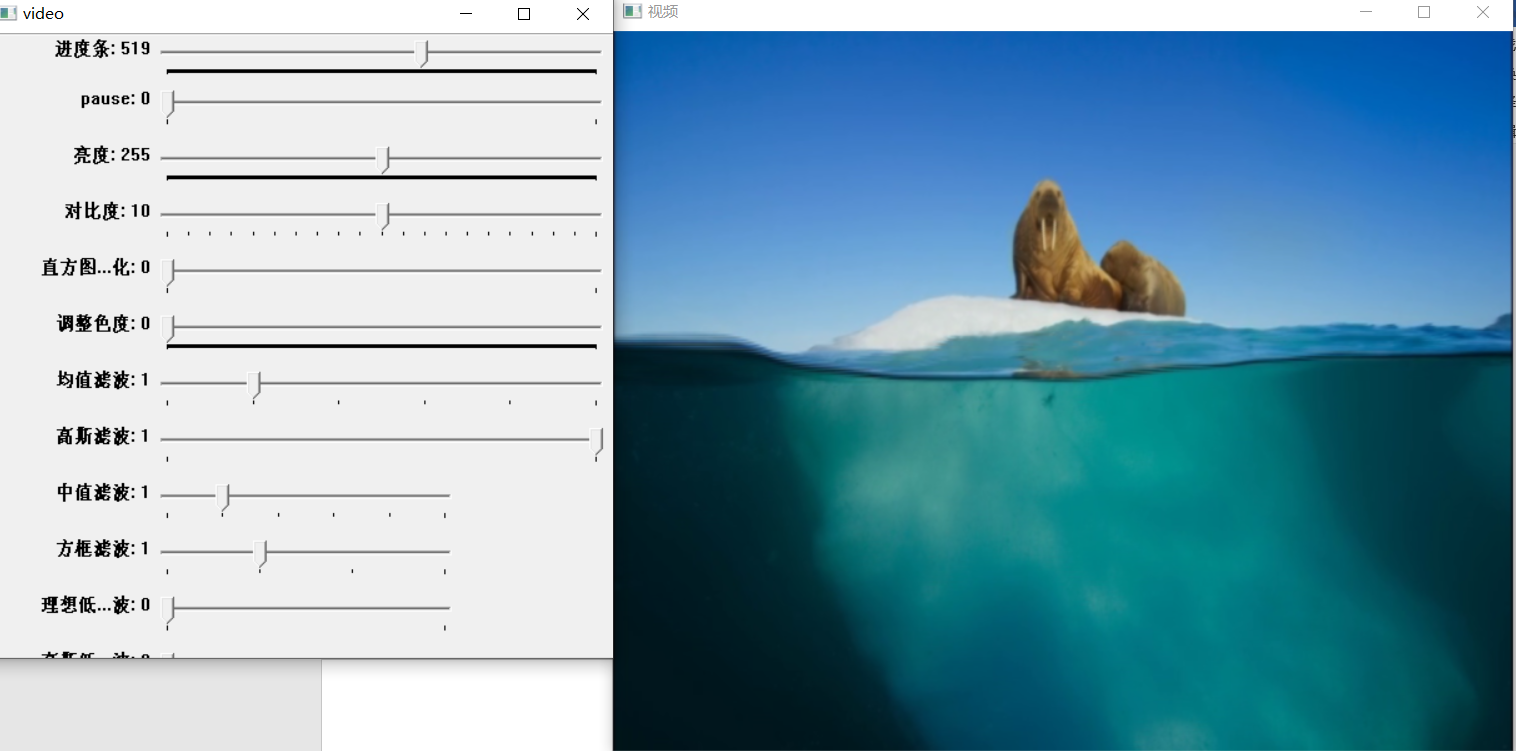 video
进度条: 519
pause: 0
亮度: 255
对比度: 10
直方图...化: 0
调整色度: 0
均值滤波: 1
高斯滤波: 1
中值滤波: 1
方框滤波: 1
理想低...波: 0
视频